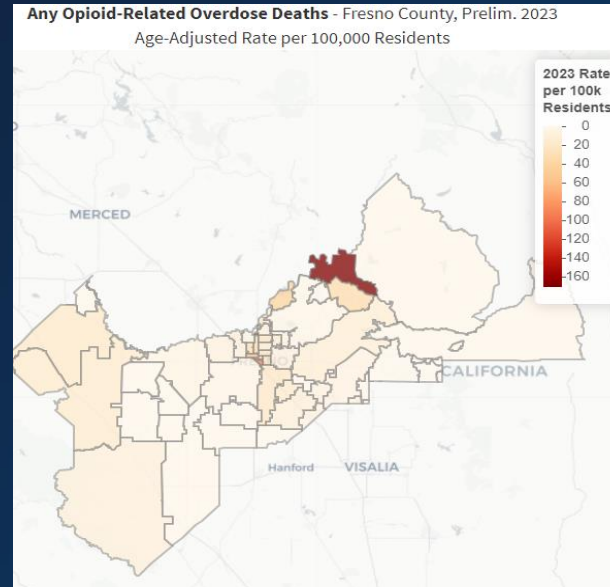 Any Opioid-Related Overdose Deaths - Fresno County, Prelim. 2023
Age-Adjusted Rate per 100,000 Residents
2023 Rate
per 100k
Residents
0
20
40
60
80
100
120
140
160
MERCED
CALIFORNIA
Hanford
VISALIA